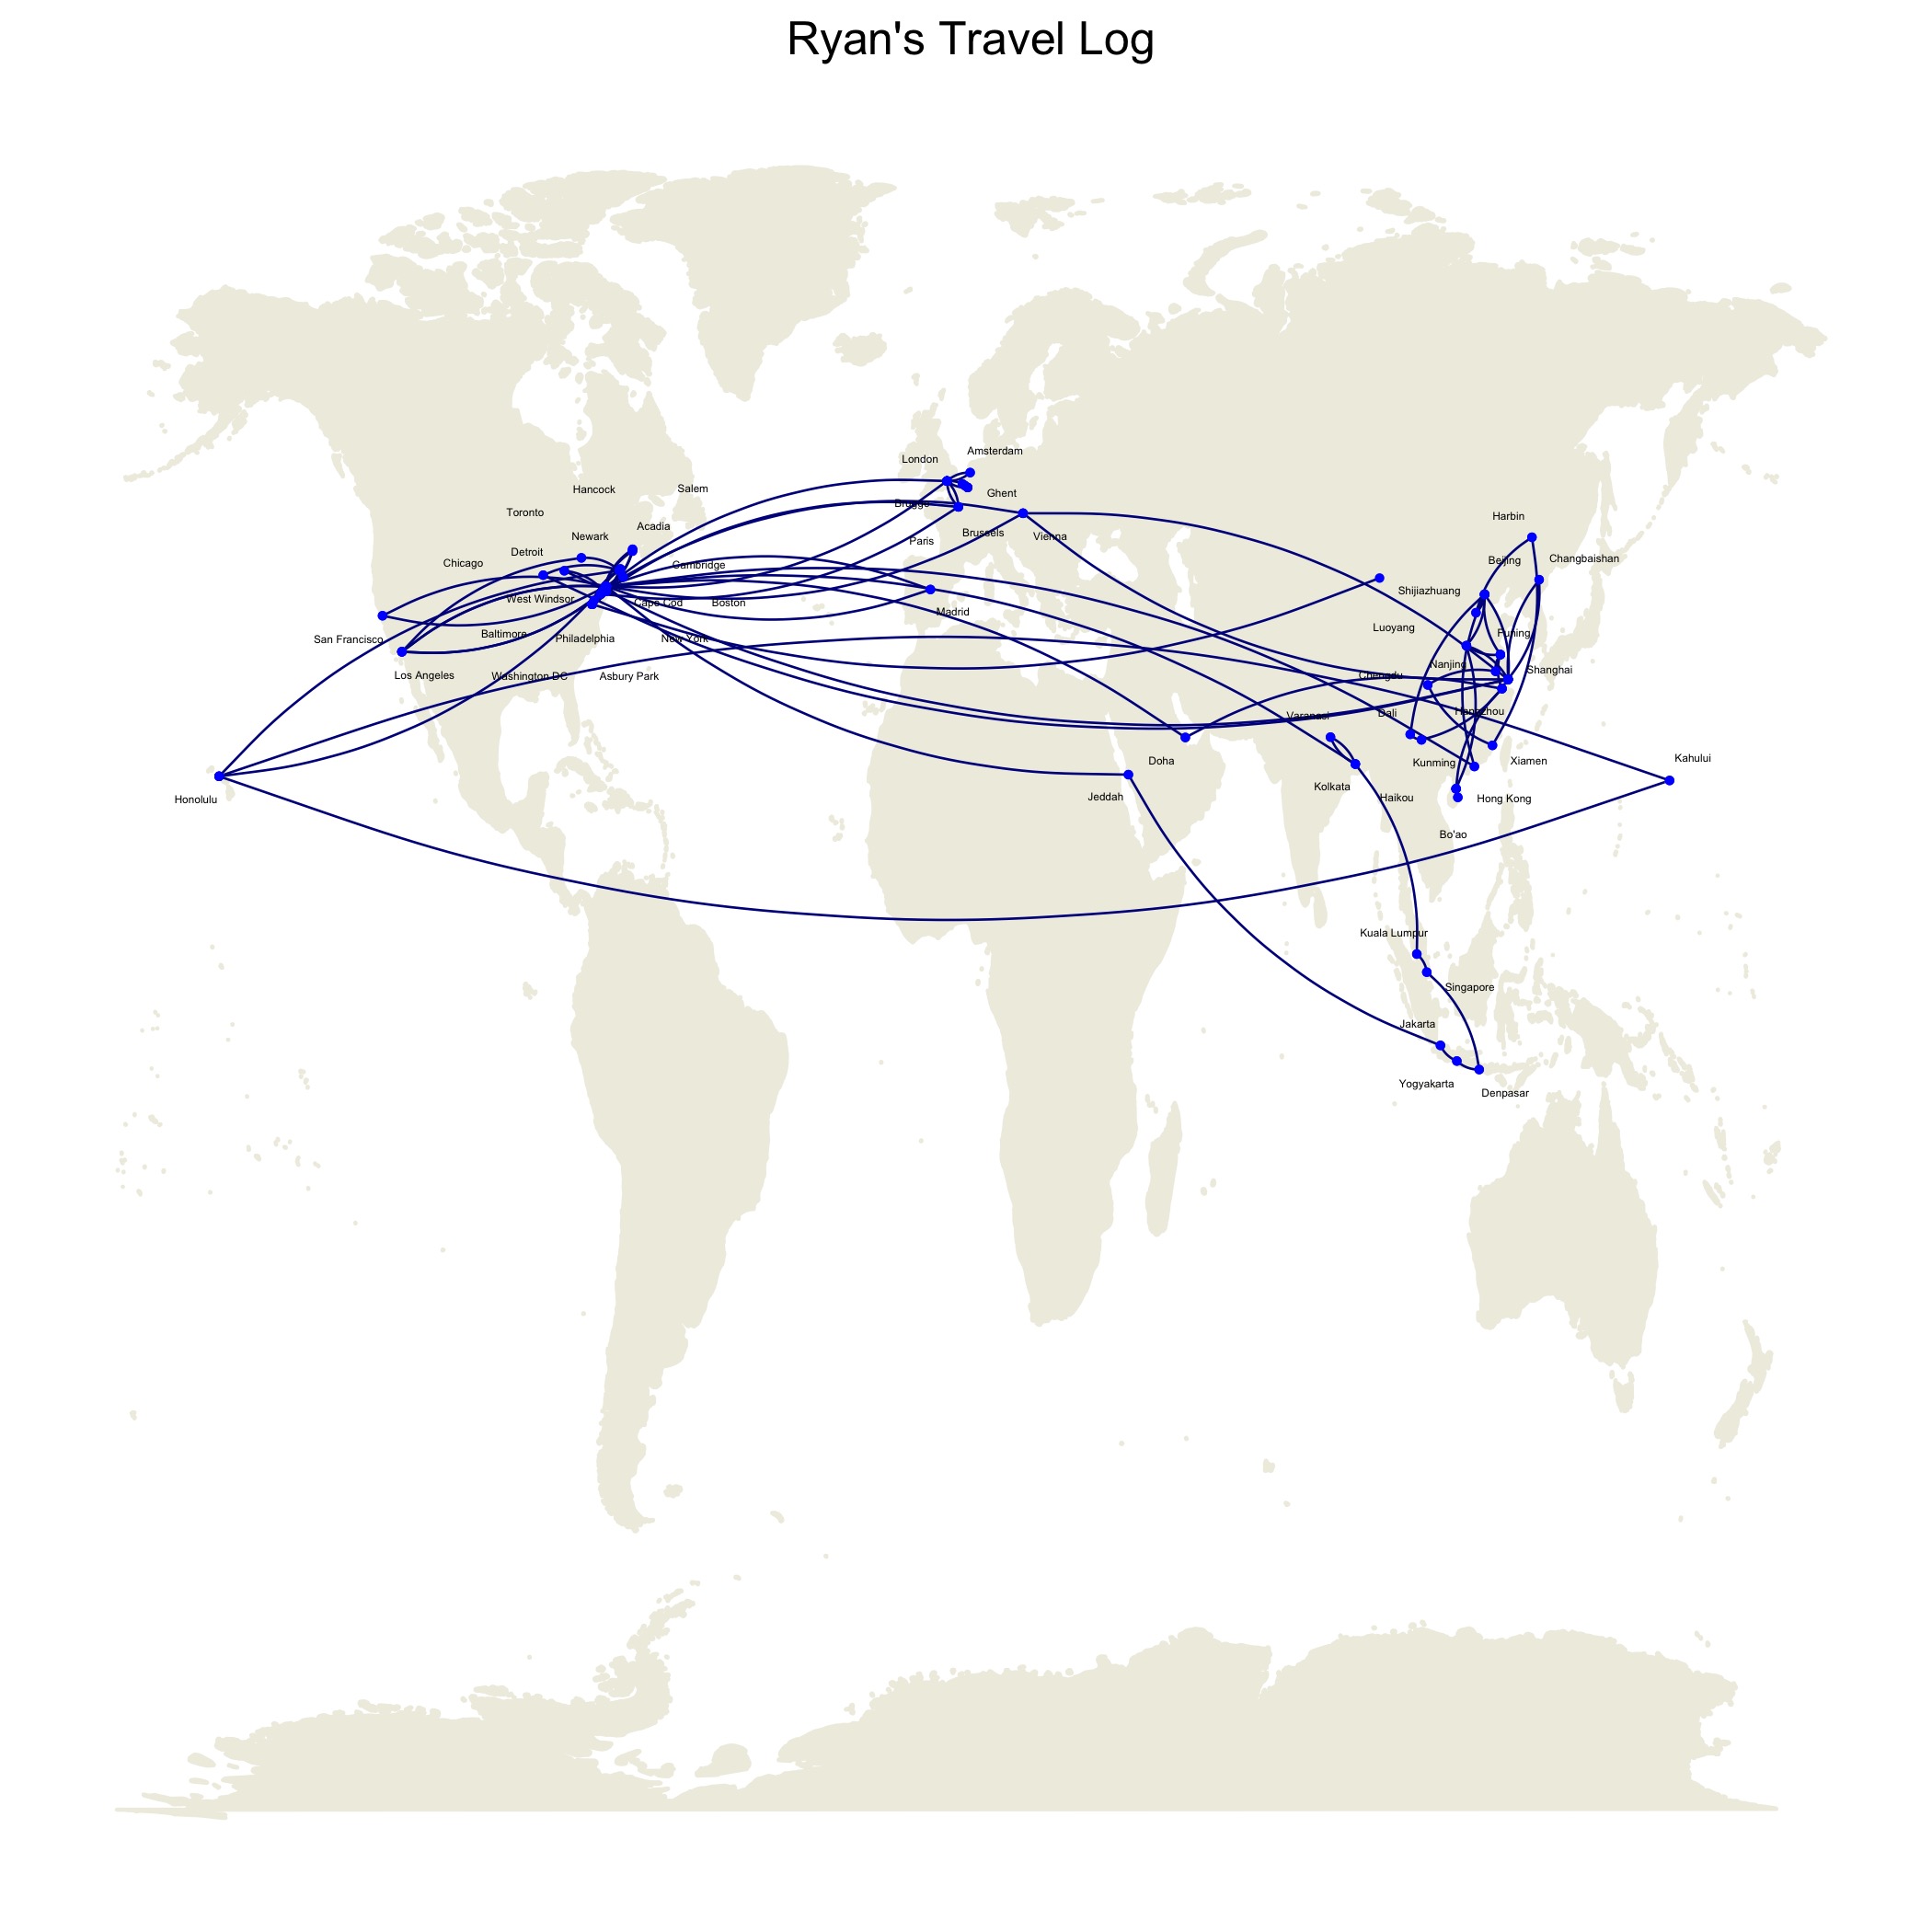 Ryan's Travel Log
Amsterdam
London
Hancock
Salem
Ghent
Brugge
Toronto
Harbin
Acadia
Newark
Brussels
Vienna
Paris
Detroit
Chicago
Cambridge
Beijing
Changbaishan
Shijiazhuang
West Windsor
Cape Cod
Boston
Madrid
Luoyang
Funing
San Francisco
Baltimore
Philadelphia
New York
Nanjing
Shanghai
Los Angeles
Washington DC
Asbury Park
Chengdu
Varanasi
Dali
Hangzhou
Doha
Kunming
Xiamen
Kahului
Kolkata
Jeddah
Haikou
Hong Kong
Honolulu
Bo'ao
Kuala Lumpur
Singapore
Jakarta
Yogyakarta
Denpasar